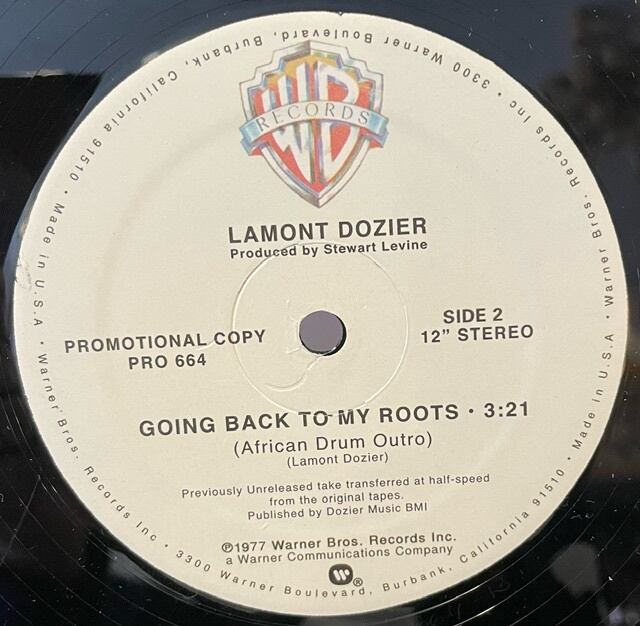 WB
RECORDS
LAMONT DOZIER
Produced by Stewart Levine
PROMOTIONAL COPY
PRO 664
SIDE 2
12” STEREO
GOING BACK TO MY ROOTS • 3:21
(African Drum Outro)
(Lamont Dozier)
Previously Unreleased take transferred at half-speed
from the original tapes.
Published by Dozier Music BMI
℗1977 Warner Bros. Records Inc.
a Warner Communications Company
®
Warner Bros. Records Inc • 3300 Warner Boulevard, Burbank, California 91510 • Made in U.S.A • Warner Bros. Records Inc • 3300 Warner Boulevard, Burbank, California 91510 • Made in U.S.A •